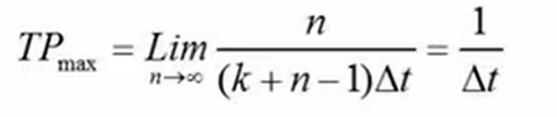 TP_max = Lim_{n→∞} n / ((k + n − 1)Δt) = 1 / Δt